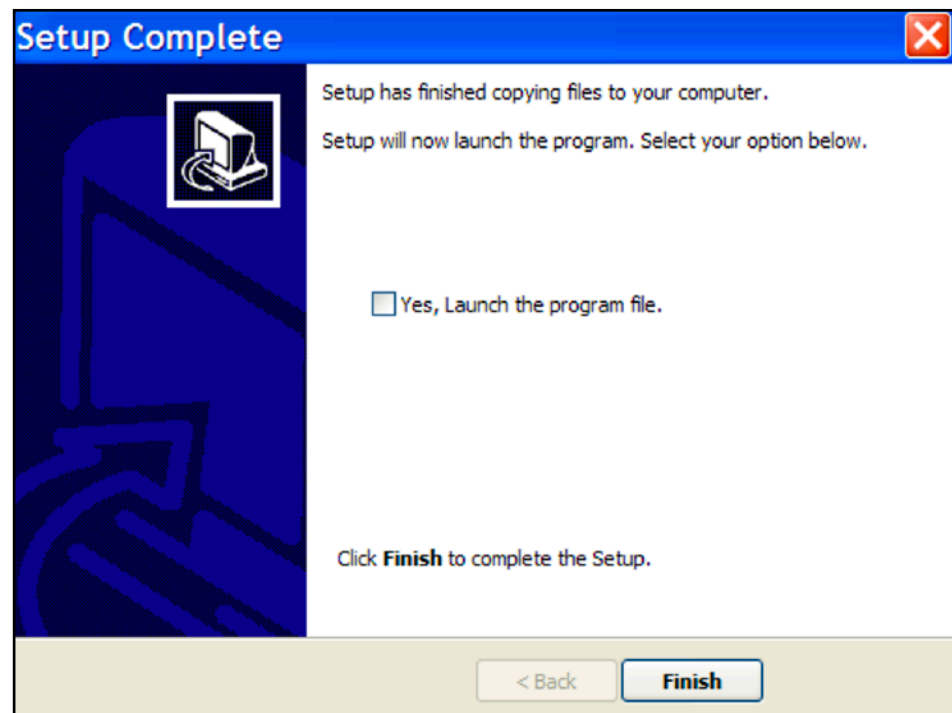 Setup Complete
Setup has finished copying files to your computer.
Setup will now launch the program. Select your option below.
Yes, Launch the program file.
Click Finish to complete the Setup.
< Back
Finish